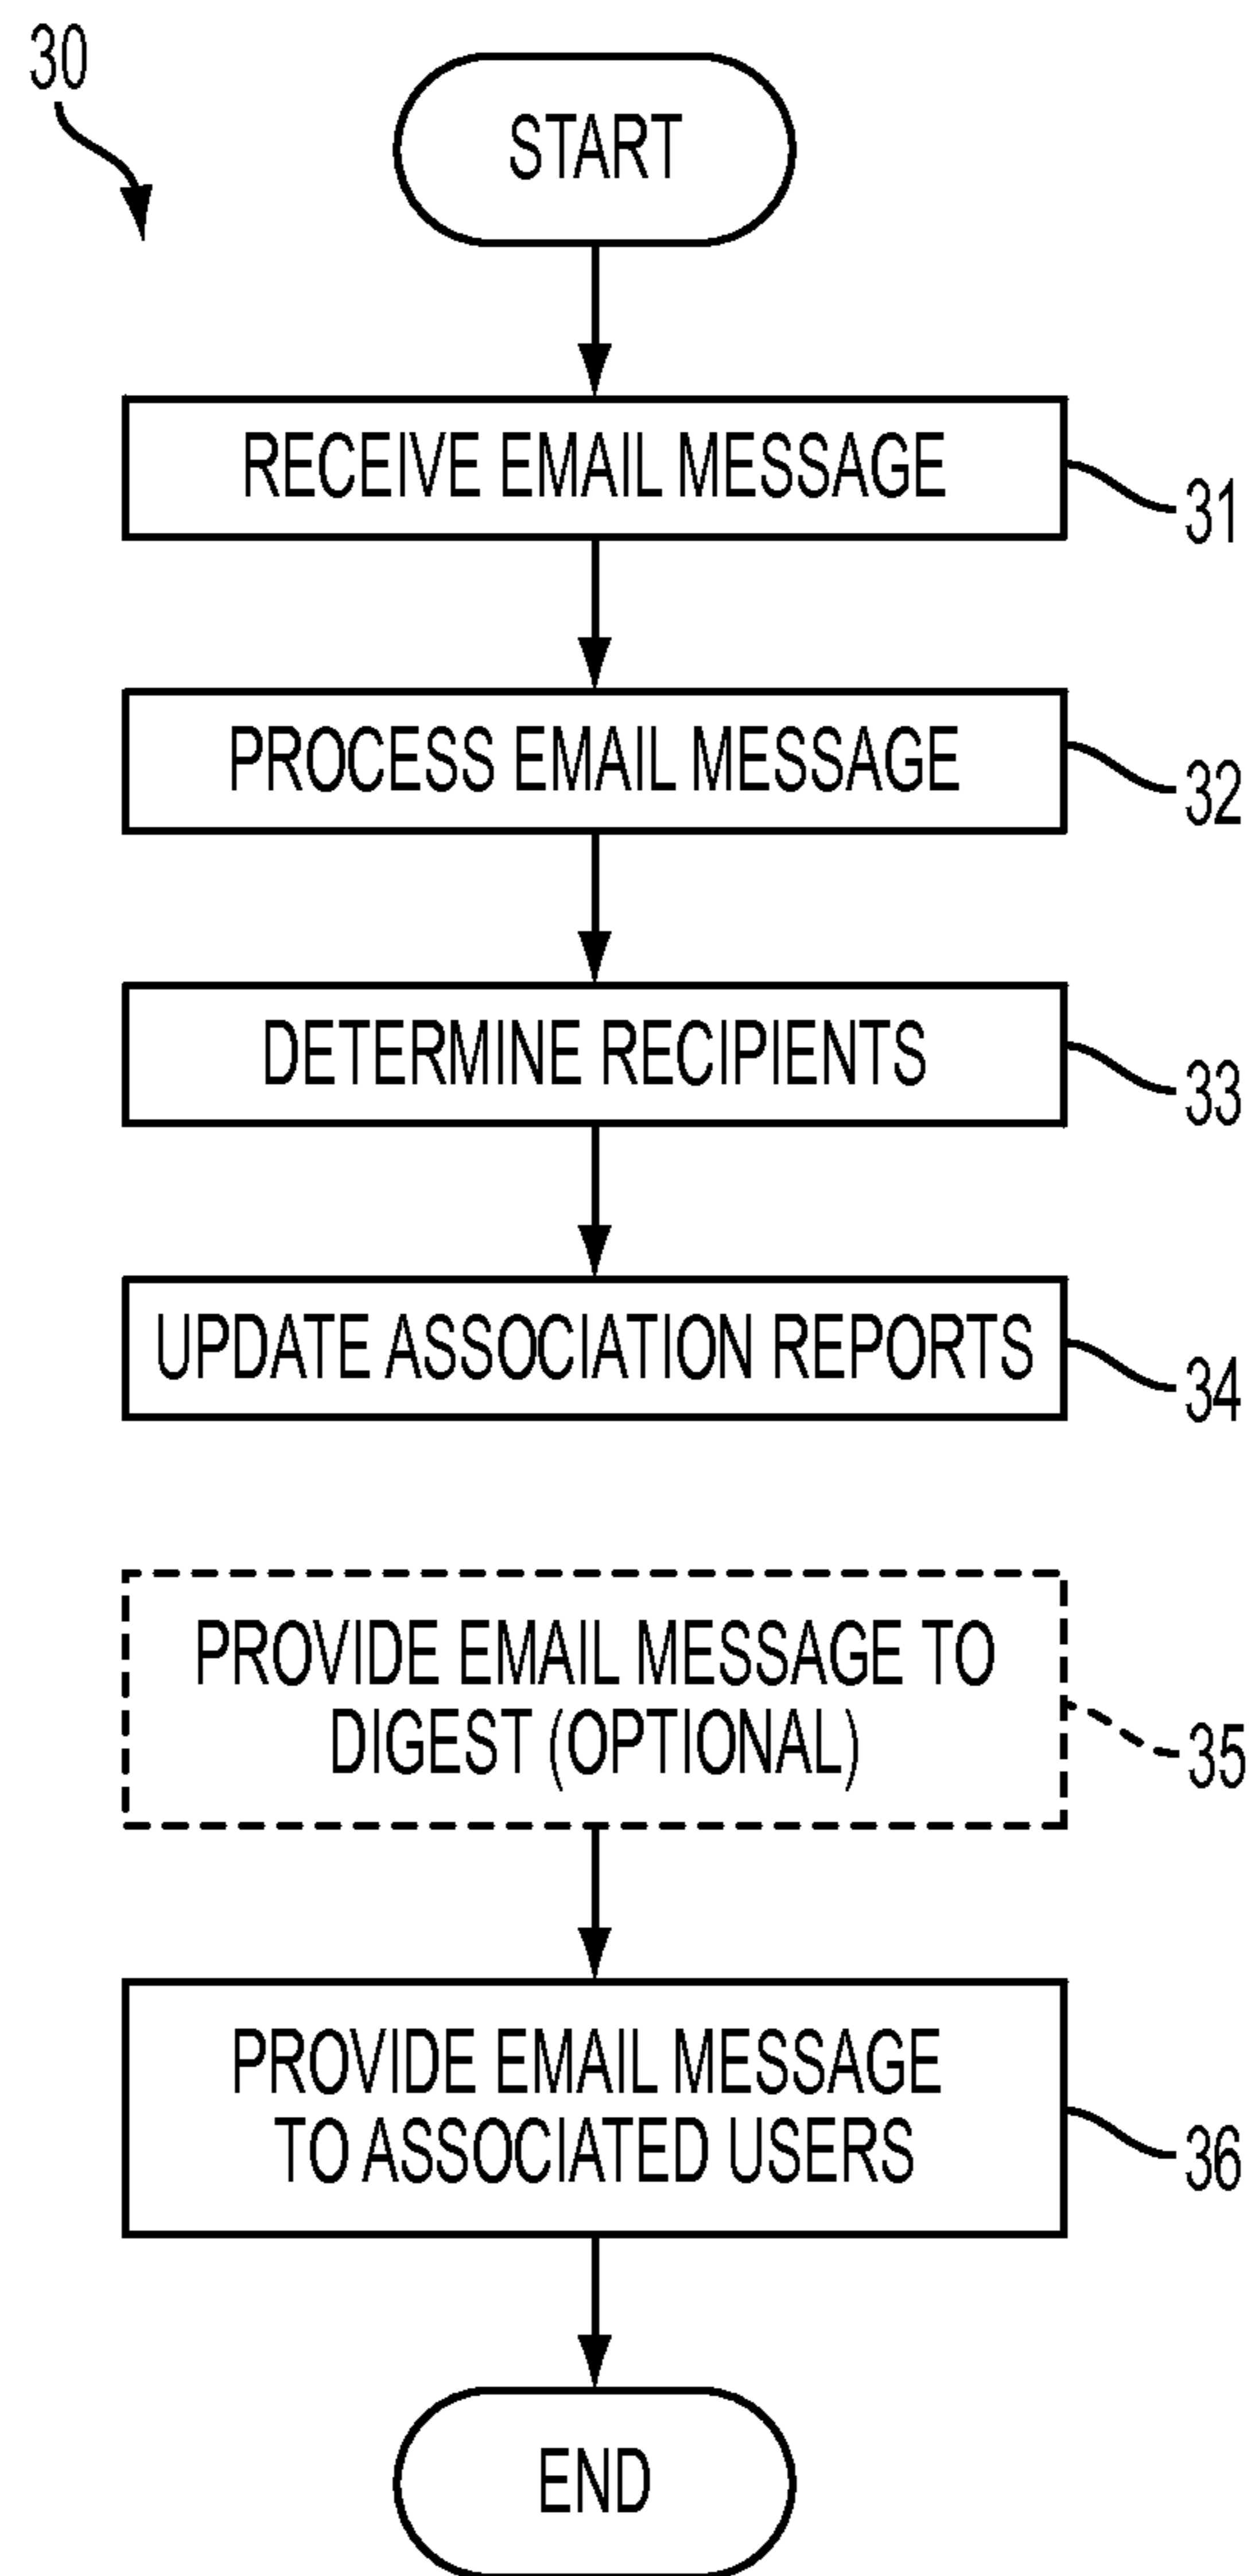 30
START
RECEIVE EMAIL MESSAGE
31
PROCESS EMAIL MESSAGE
32
DETERMINE RECIPIENTS
33
UPDATE ASSOCIATION REPORTS
34
PROVIDE EMAIL MESSAGE TO
DIGEST (OPTIONAL)
35
PROVIDE EMAIL MESSAGE
TO ASSOCIATED USERS
36
END